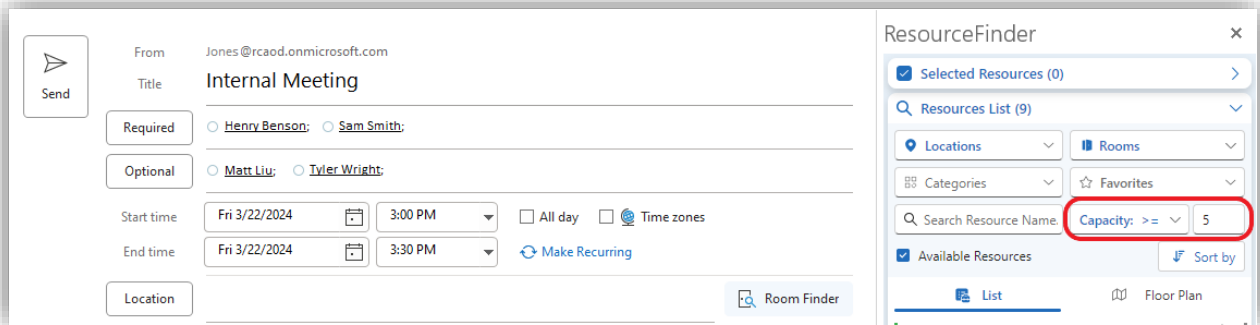 From Jones@rcaod.onmicrosoft.com
Send
Title Internal Meeting
Required Henry Benson; Sam Smith;
Optional Matt Liu; Tyler Wright;
Start time Fri 3/22/2024 3:00 PM All day Time zones
End time Fri 3/22/2024 3:30 PM Make Recurring
Location Room Finder
ResourceFinder
Selected Resources (0)
Resources List (9)
Locations Rooms
Categories Favorites
Search Resource Name. Capacity: >= 5
Available Resources Sort by
List Floor Plan